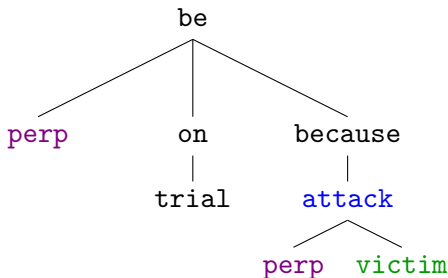 be
perp on because
trial attack
perp victim